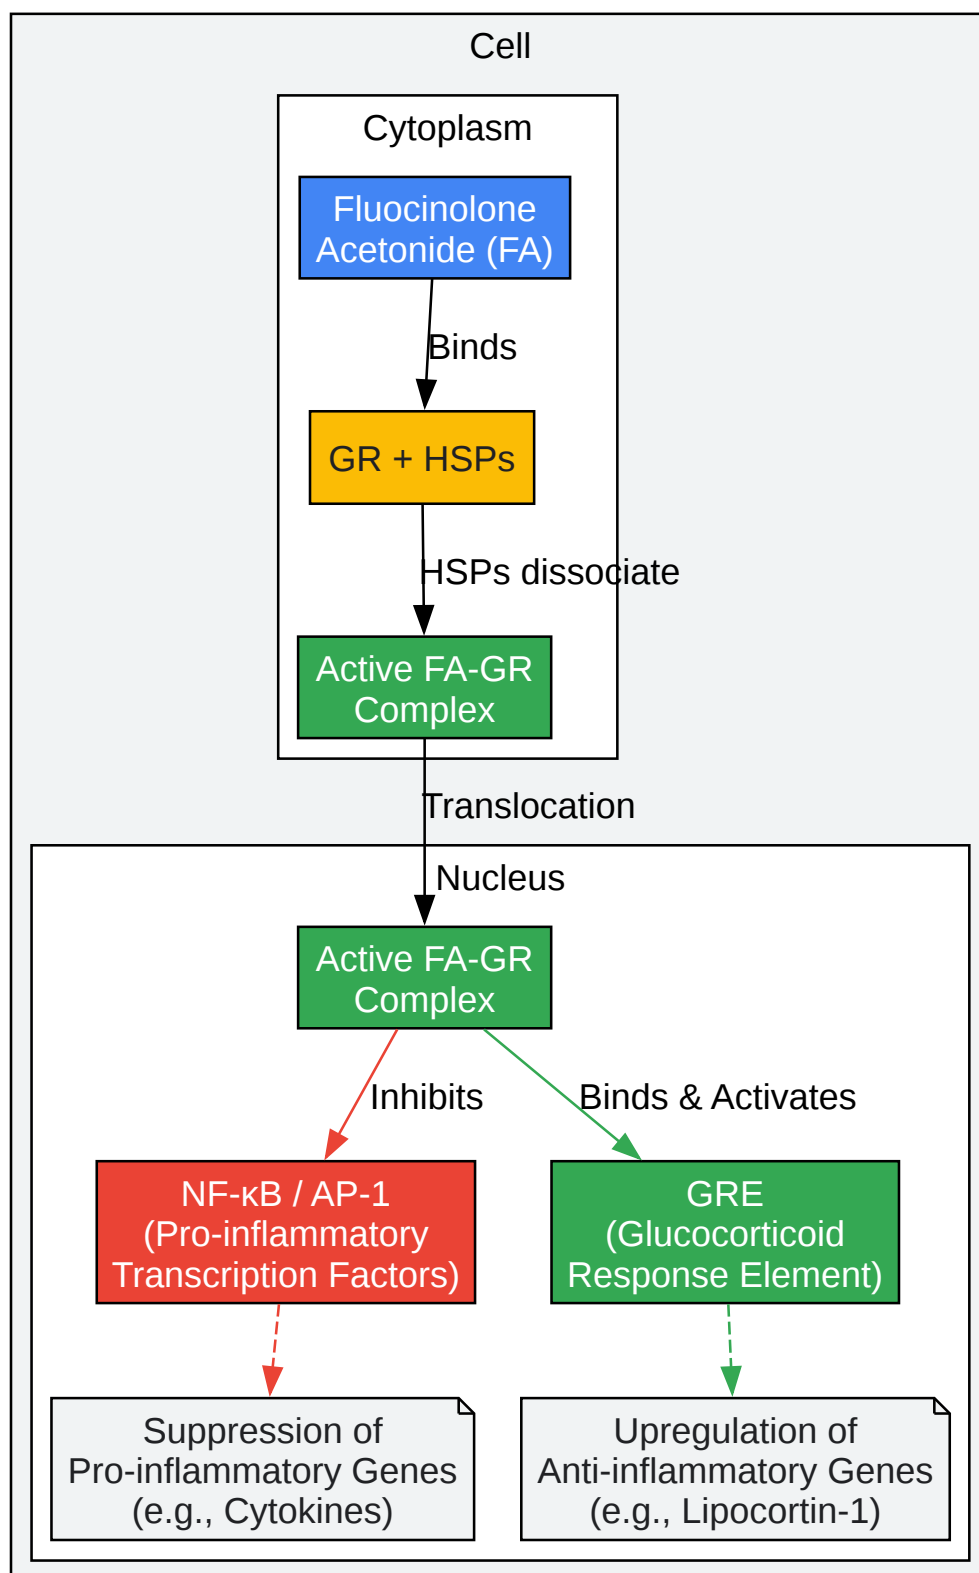 Cell
Cytoplasm
Fluocinolone
Acetonide (FA)
Binds
GR + HSPs
HSPs dissociate
Active FA-GR
Complex
Translocation
Nucleus
Active FA-GR
Complex
Inhibits
Binds & Activates
NF-κB / AP-1
(Pro-inflammatory
Transcription Factors)
GRE
(Glucocorticoid
Response Element)
Suppression of
Pro-inflammatory Genes
(e.g., Cytokines)
Upregulation of
Anti-inflammatory Genes
(e.g., Lipocortin-1)